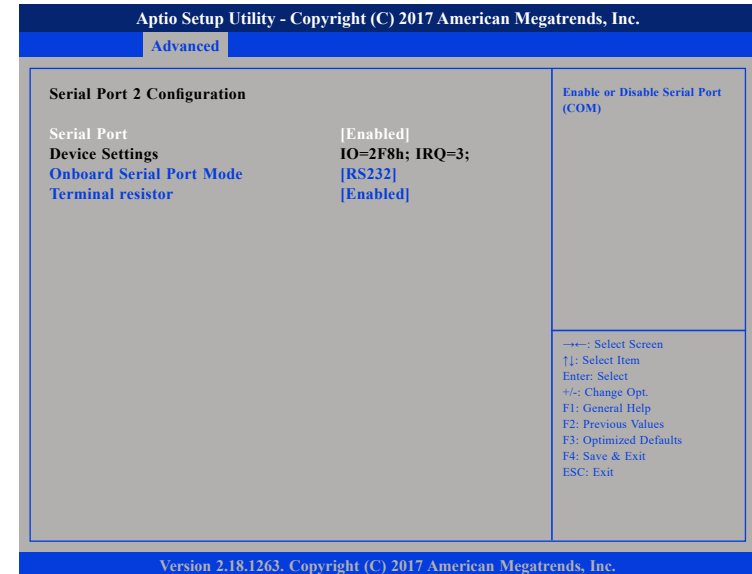 Aptio Setup Utility - Copyright (C) 2017 American Megatrends, Inc.
Advanced
Serial Port 2 Configuration
Serial Port [Enabled]
Device Settings IO=2F8h; IRQ=3;
Onboard Serial Port Mode [RS232]
Terminal resistor [Enabled]
Enable or Disable Serial Port
(COM)
→←: Select Screen
↑↓: Select Item
Enter: Select
+/-: Change Opt.
F1: General Help
F2: Previous Values
F3: Optimized Defaults
F4: Save & Exit
ESC: Exit
Version 2.18.1263. Copyright (C) 2017 American Megatrends, Inc.